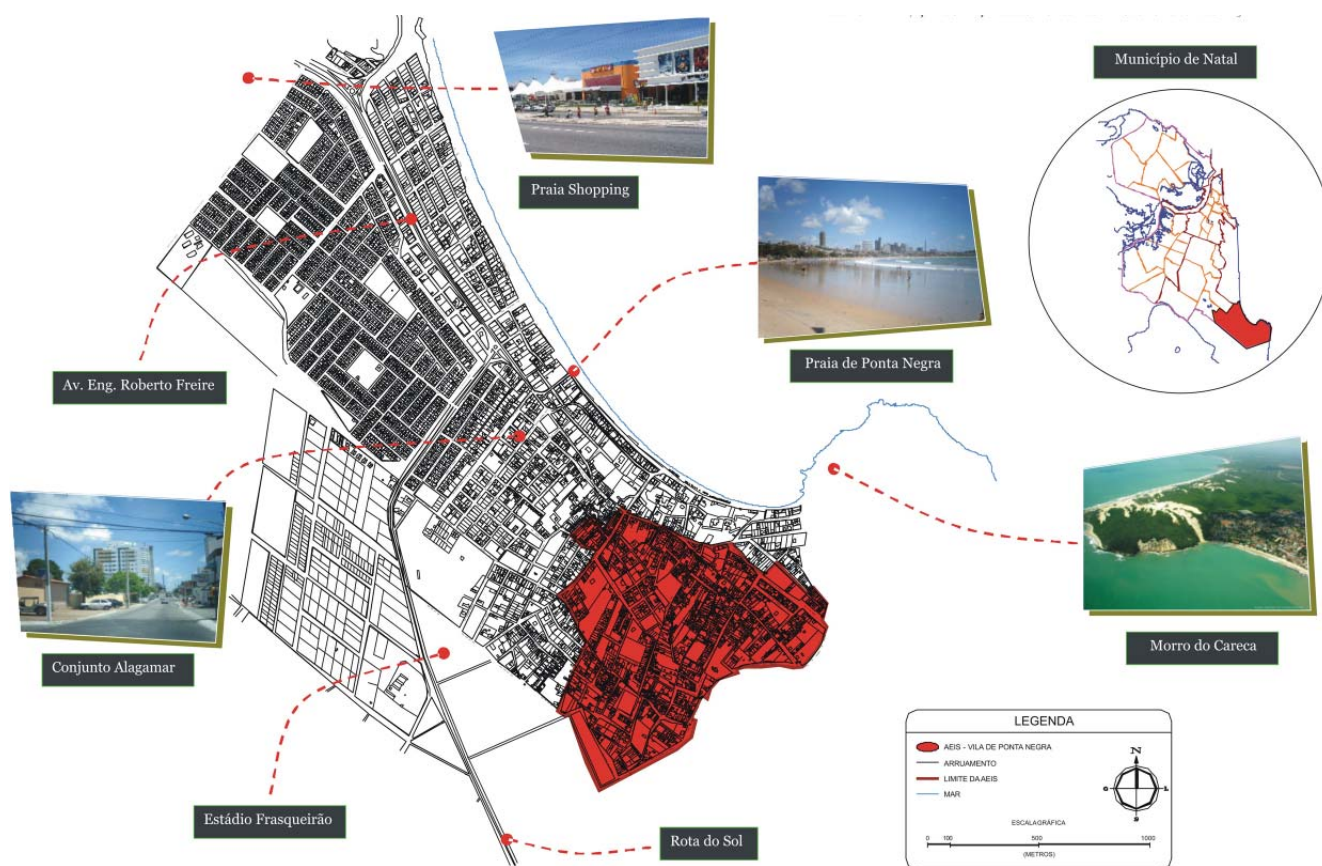 Município de Natal
Praia Shopping
Praia de Ponta Negra
Av. Eng. Roberto Freire
Morro do Careca
Conjunto Alagamar
Estádio Frasqueirão
Rota do Sol
LEGENDA
AEIS - VILA DE PONTA NEGRA
ARRUAMENTO
LIMITE DA AEIS
MAR
N
L
S
ESCALA GRÁFICA
0 100 500 1000
(METROS)